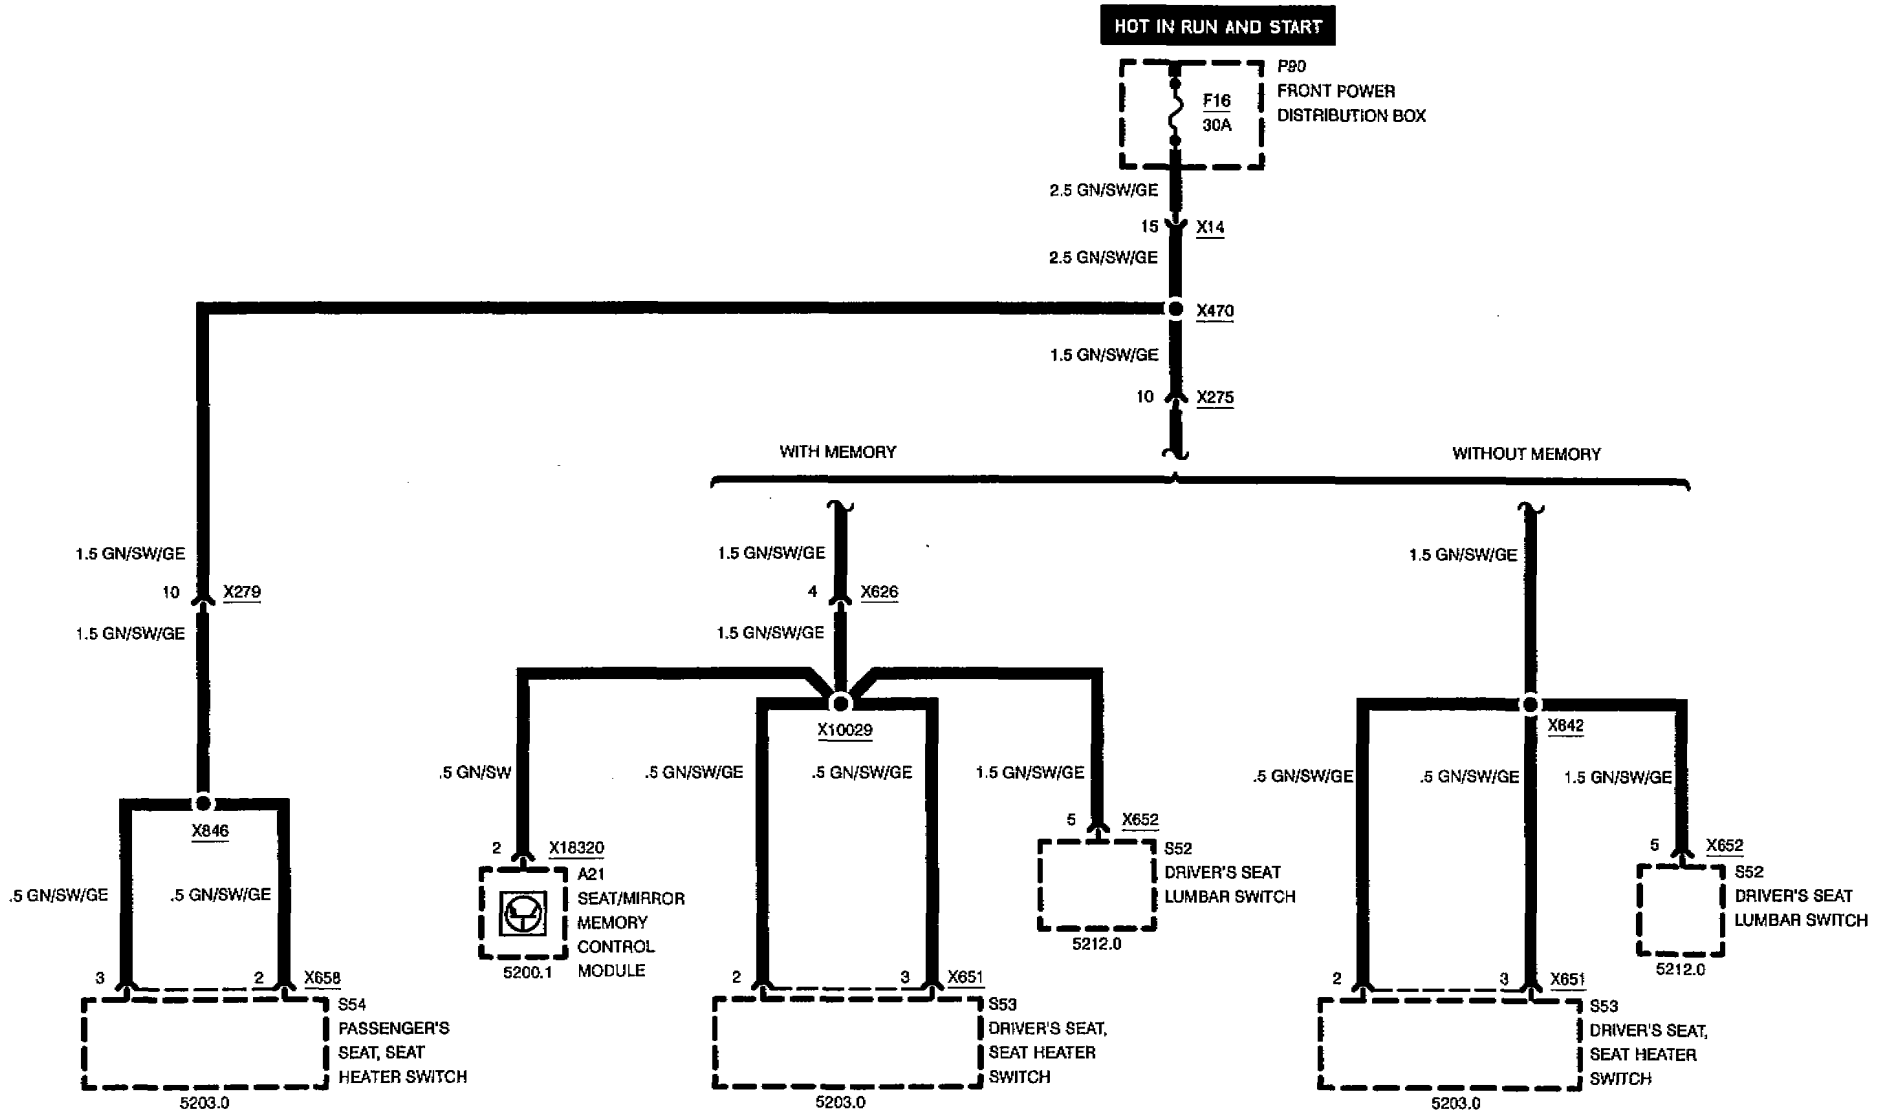 HOT IN RUN AND START
P90
FRONT POWER
DISTRIBUTION BOX
F16
30A
2.5 GN/SW/GE
15 X14
2.5 GN/SW/GE
X470
1.5 GN/SW/GE
10 X275
WITH MEMORY
WITHOUT MEMORY
1.5 GN/SW/GE
10 X279
1.5 GN/SW/GE
X846
.5 GN/SW/GE
.5 GN/SW/GE
3
2 X658
S54
PASSENGER'S
SEAT, SEAT
HEATER SWITCH
5203.0
1.5 GN/SW/GE
4 X626
1.5 GN/SW/GE
X10029
.5 GN/SW
.5 GN/SW/GE
.5 GN/SW/GE
1.5 GN/SW/GE
2 X18320
A21
SEAT/MIRROR
MEMORY
CONTROL
MODULE
5200.1
2
3 X651
S53
DRIVER'S SEAT,
SEAT HEATER
SWITCH
5203.0
5 X652
S52
DRIVER'S SEAT
LUMBAR SWITCH
5212.0
1.5 GN/SW/GE
X842
.5 GN/SW/GE
.5 GN/SW/GE
1.5 GN/SW/GE
2
3 X651
S53
DRIVER'S SEAT,
SEAT HEATER
SWITCH
5203.0
5 X652
S52
DRIVER'S SEAT
LUMBAR SWITCH
5212.0